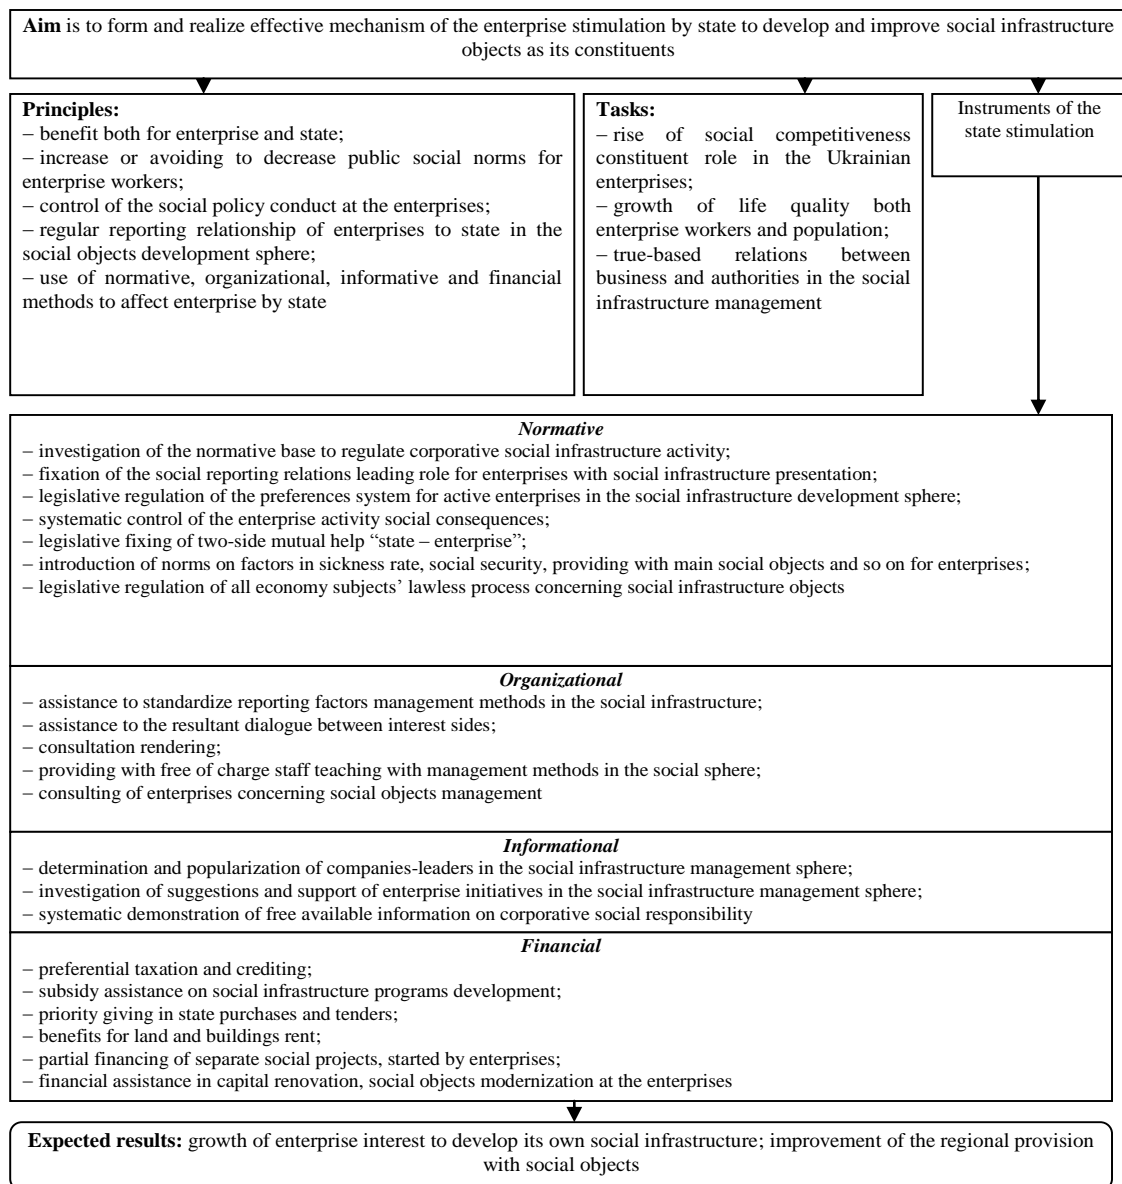 Aim is to form and realize effective mechanism of the enterprise stimulation by state to develop and improve social infrastructure
objects as its constituents
Principles:
– benefit both for enterprise and state;
– increase or avoiding to decrease public social norms for
enterprise workers;
– control of the social policy conduct at the enterprises;
– regular reporting relationship of enterprises to state in the
social objects development sphere;
– use of normative, organizational, informative and financial
methods to affect enterprise by state
Tasks:
– rise of social competitiveness
constituent role in the Ukrainian
enterprises;
– growth of life quality both
enterprise workers and population;
– true-based relations between
business and authorities in the social
infrastructure management
Instruments of the
state stimulation
Normative
– investigation of the normative base to regulate corporative social infrastructure activity;
– fixation of the social reporting relations leading role for enterprises with social infrastructure presentation;
– legislative regulation of the preferences system for active enterprises in the social infrastructure development sphere;
– systematic control of the enterprise activity social consequences;
– legislative fixing of two-side mutual help “state – enterprise”;
– introduction of norms on factors in sickness rate, social security, providing with main social objects and so on for enterprises;
– legislative regulation of all economy subjects’ lawless process concerning social infrastructure objects
Organizational
– assistance to standardize reporting factors management methods in the social infrastructure;
– assistance to the resultant dialogue between interest sides;
– consultation rendering;
– providing with free of charge staff teaching with management methods in the social sphere;
– consulting of enterprises concerning social objects management
Informational
– determination and popularization of companies-leaders in the social infrastructure management sphere;
– investigation of suggestions and support of enterprise initiatives in the social infrastructure management sphere;
– systematic demonstration of free available information on corporative social responsibility
Financial
– preferential taxation and crediting;
– subsidy assistance on social infrastructure programs development;
– priority giving in state purchases and tenders;
– benefits for land and buildings rent;
– partial financing of separate social projects, started by enterprises;
– financial assistance in capital renovation, social objects modernization at the enterprises
Expected results: growth of enterprise interest to develop its own social infrastructure; improvement of the regional provision
with social objects